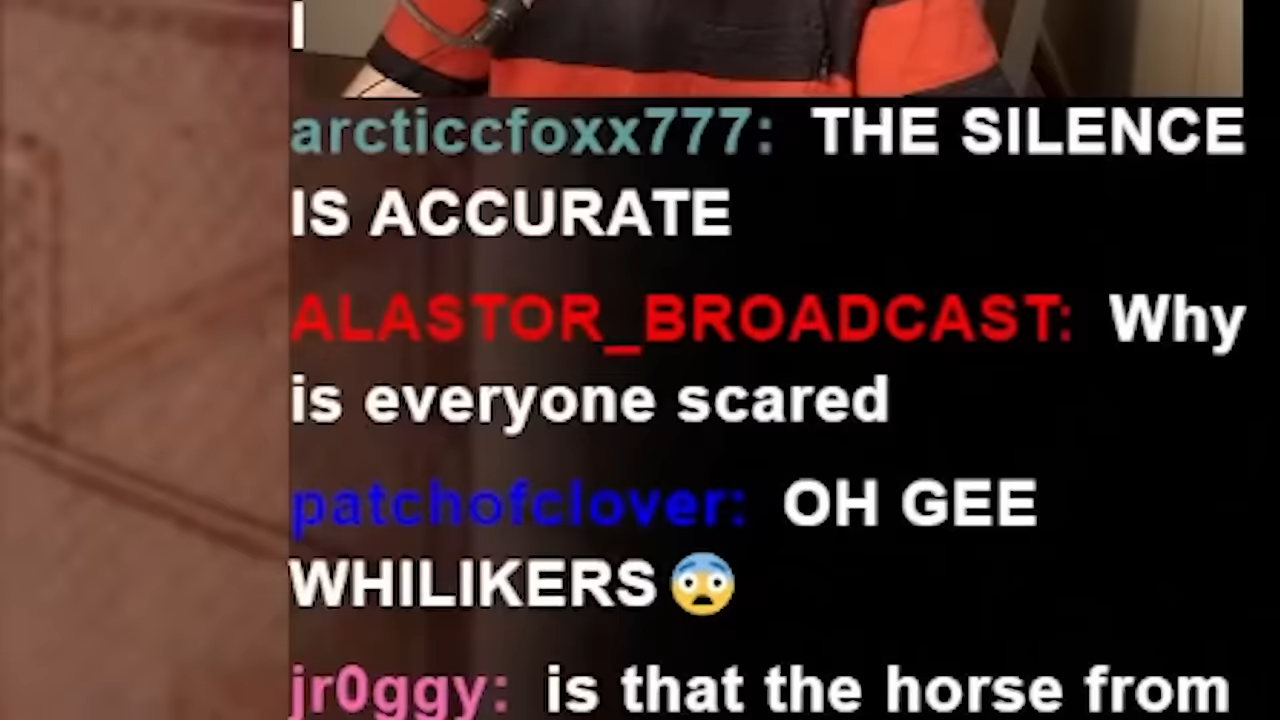 arcticcfoxx777: THE SILENCE
IS ACCURATE
ALASTOR_BROADCAST: Why
is everyone scared
patchofclover: OH GEE
WHILIKERS😨
jr0ggy: is that the horse from